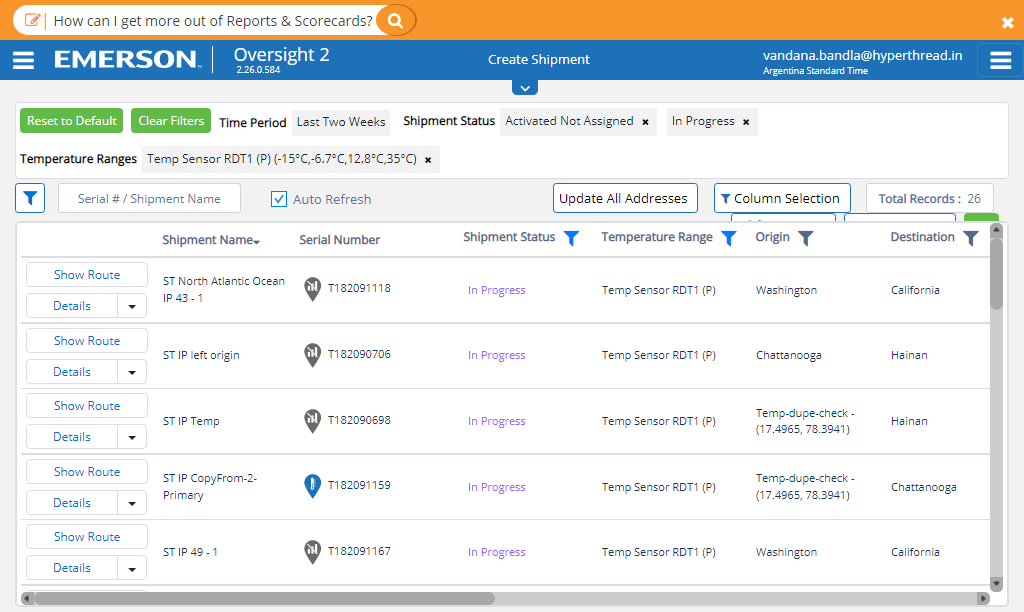 How can I get more out of Reports & Scorecards?
EMERSON. Oversight 2
2.26.0.584
Create Shipment
vandana.bandla@hyperthread.in
Argentina Standard Time
Reset to Default Clear Filters Time Period Last Two Weeks Shipment Status Activated Not Assigned × In Progress ×
Temperature Ranges Temp Sensor RDT1 (P) (-15°C,-6.7°C,12.8°C,35°C) ×
Serial # / Shipment Name Auto Refresh Update All Addresses Column Selection Total Records : 26
Shipment Name Serial Number Shipment Status Temperature Range Origin Destination
Show Route
Details
ST North Atlantic Ocean
IP 43 - 1
T182091118 In Progress Temp Sensor RDT1 (P) Washington California
Show Route
Details
ST IP left origin T182090706 In Progress Temp Sensor RDT1 (P) Chattanooga Hainan
Show Route
Details
ST IP Temp T182090698 In Progress Temp Sensor RDT1 (P)
Temp-dupe-check -
(17.4965, 78.3941)
Hainan
Show Route
Details
ST IP CopyFrom-2-
Primary
T182091159 In Progress Temp Sensor RDT1 (P)
Temp-dupe-check -
(17.4965, 78.3941)
Chattanooga
Show Route
Details
ST IP 49 - 1 T182091167 In Progress Temp Sensor RDT1 (P) Washington California